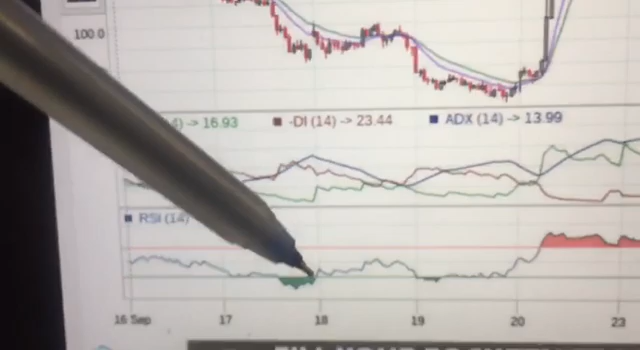 100 0
(14) -> 16.93 -DI (14) -> 23.44 ADX (14) -> 13.99
RSI (14)
16 Sep 17 18 19 20 23